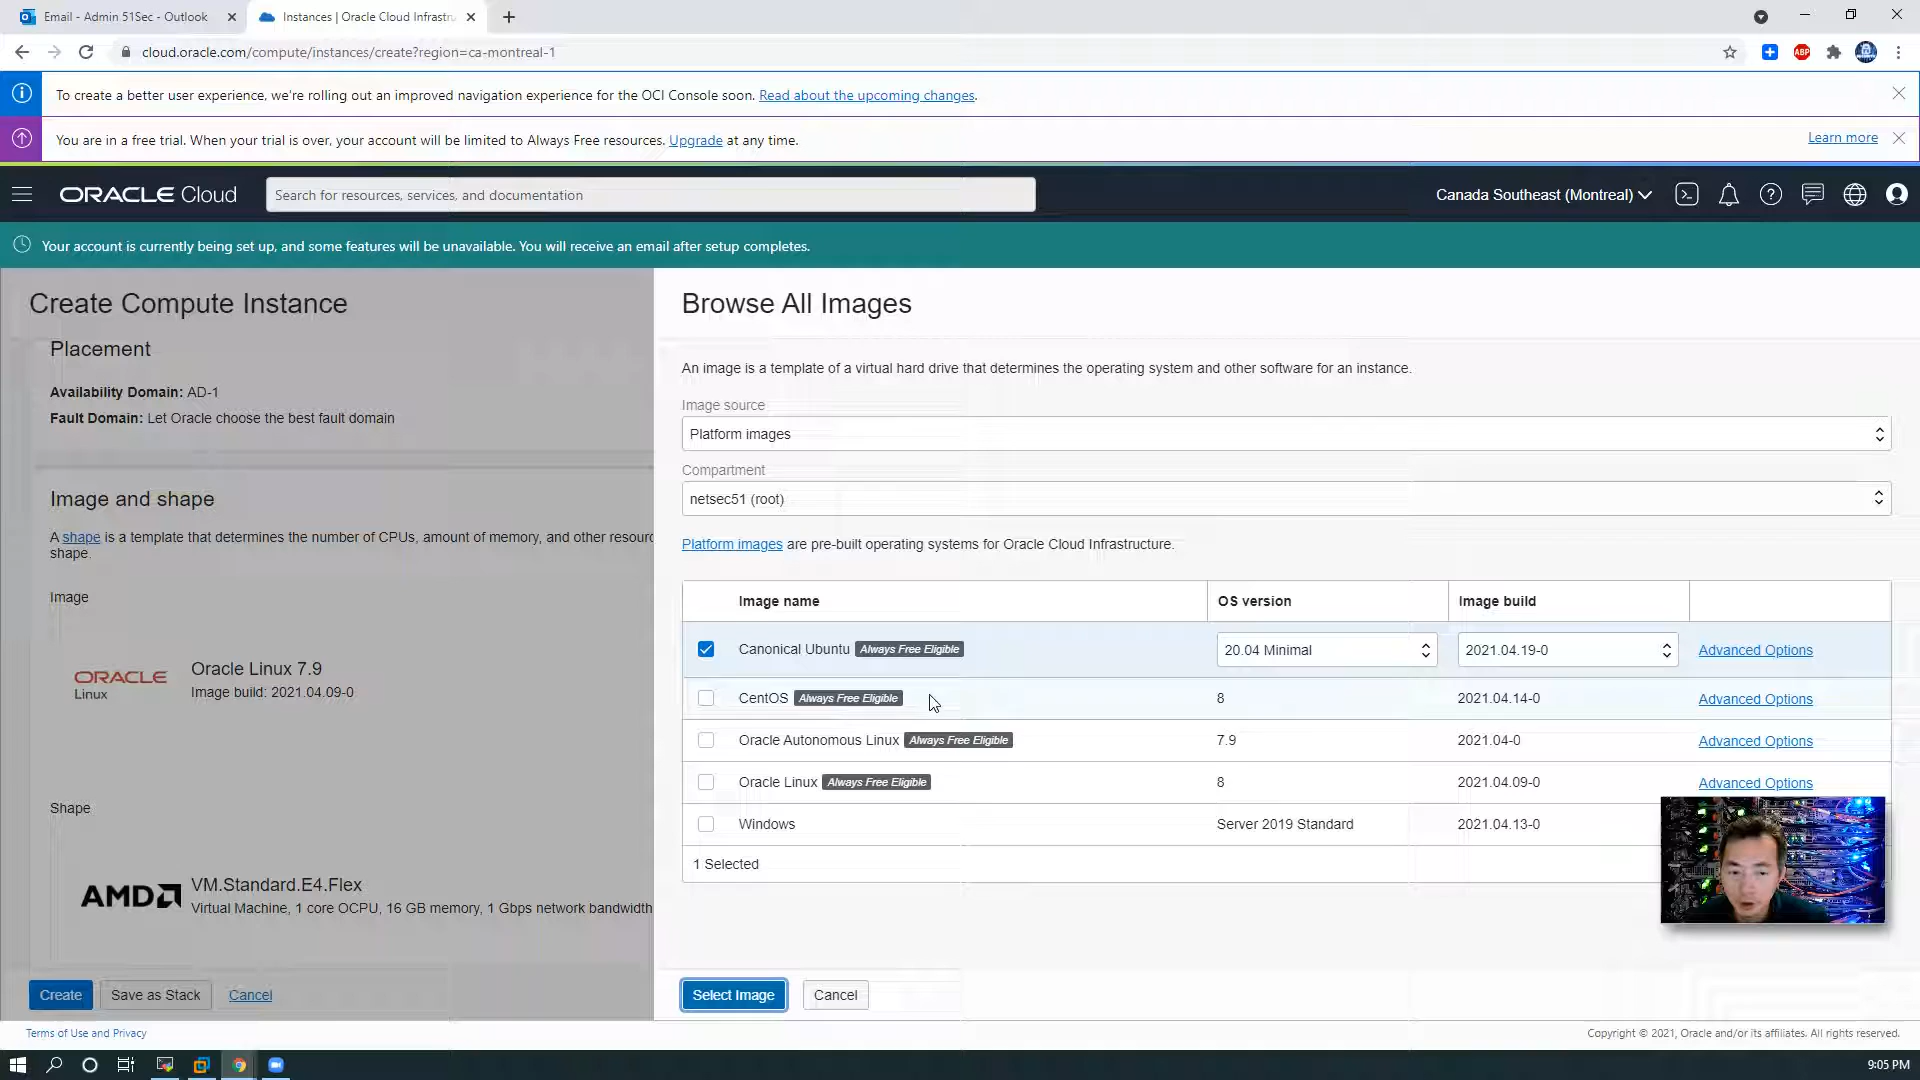 Email - Admin 51Sec - Outlook
Instances | Oracle Cloud Infrastru
cloud.oracle.com/compute/instances/create?region=ca-montreal-1
ABP
To create a better user experience, we're rolling out an improved navigation experience for the OCI Console soon. Read about the upcoming changes.
You are in a free trial. When your trial is over, your account will be limited to Always Free resources. Upgrade at any time.
Learn more
ORACLE Cloud
Search for resources, services, and documentation
Canada Southeast (Montreal)
Your account is currently being set up, and some features will be unavailable. You will receive an email after setup completes.
Create Compute Instance
Placement
Availability Domain: AD-1
Fault Domain: Let Oracle choose the best fault domain
Image and shape
A shape is a template that determines the number of CPUs, amount of memory, and other resourc
shape.
Image
ORACLE
Linux
Oracle Linux 7.9
Image build: 2021.04.09-0
Shape
AMD
VM.Standard.E4.Flex
Virtual Machine, 1 core OCPU, 16 GB memory, 1 Gbps network bandwidth
Create
Save as Stack
Cancel
Browse All Images
An image is a template of a virtual hard drive that determines the operating system and other software for an instance.
Image source
Platform images
Compartment
netsec51 (root)
Platform images are pre-built operating systems for Oracle Cloud Infrastructure.
Image name OS version Image build
Canonical Ubuntu Always Free Eligible 20.04 Minimal 2021.04.19-0 Advanced Options
CentOS Always Free Eligible 8 2021.04.14-0 Advanced Options
Oracle Autonomous Linux Always Free Eligible 7.9 2021.04-0 Advanced Options
Oracle Linux Always Free Eligible 8 2021.04.09-0 Advanced Options
Windows Server 2019 Standard 2021.04.13-0
1 Selected
Select Image
Cancel
Terms of Use and Privacy
Copyright © 2021, Oracle and/or its affiliates. All rights reserved.
9:05 PM